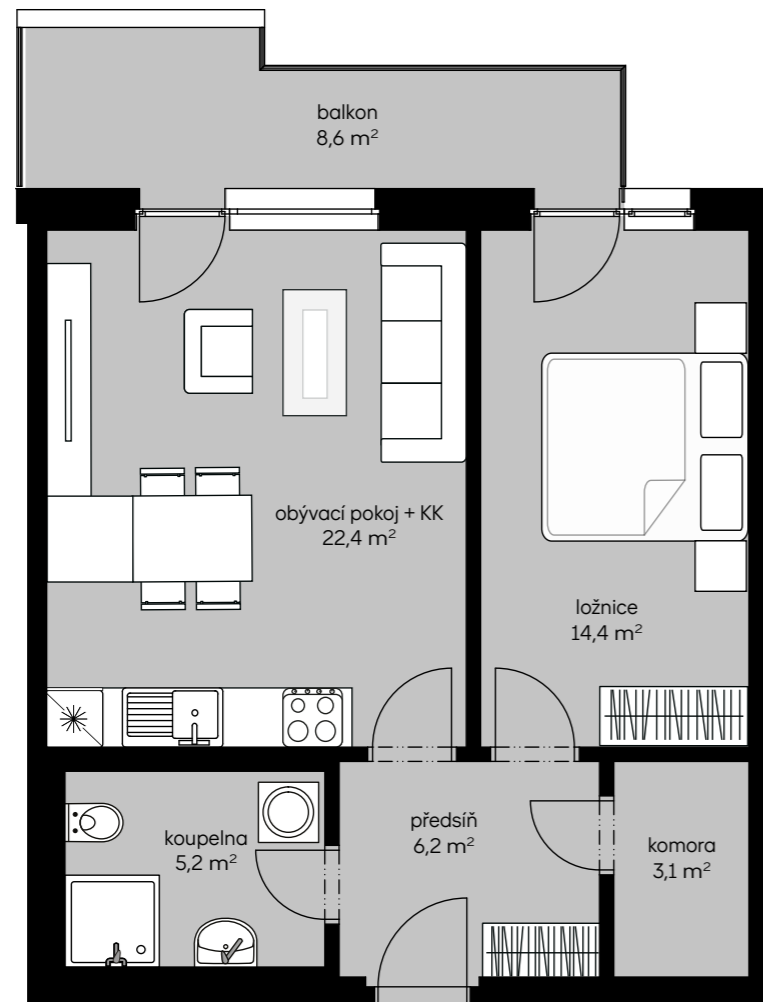 balkon
8,6 m²
obývací pokoj + KK
22,4 m²
ložnice
14,4 m²
koupelna
5,2 m²
předsíň
6,2 m²
komora
3,1 m²